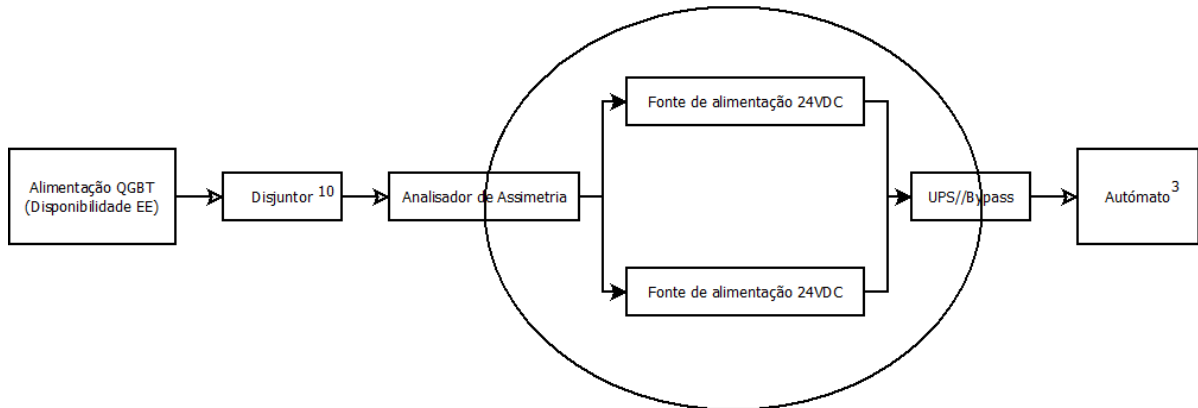 Fonte de alimentação 24VDC
Alimentação QGBT
(Disponibilidade EE)
Disjuntor 10
Analisador de Assimetria
UPS//Bypass
Autómato 3
Fonte de alimentação 24VDC